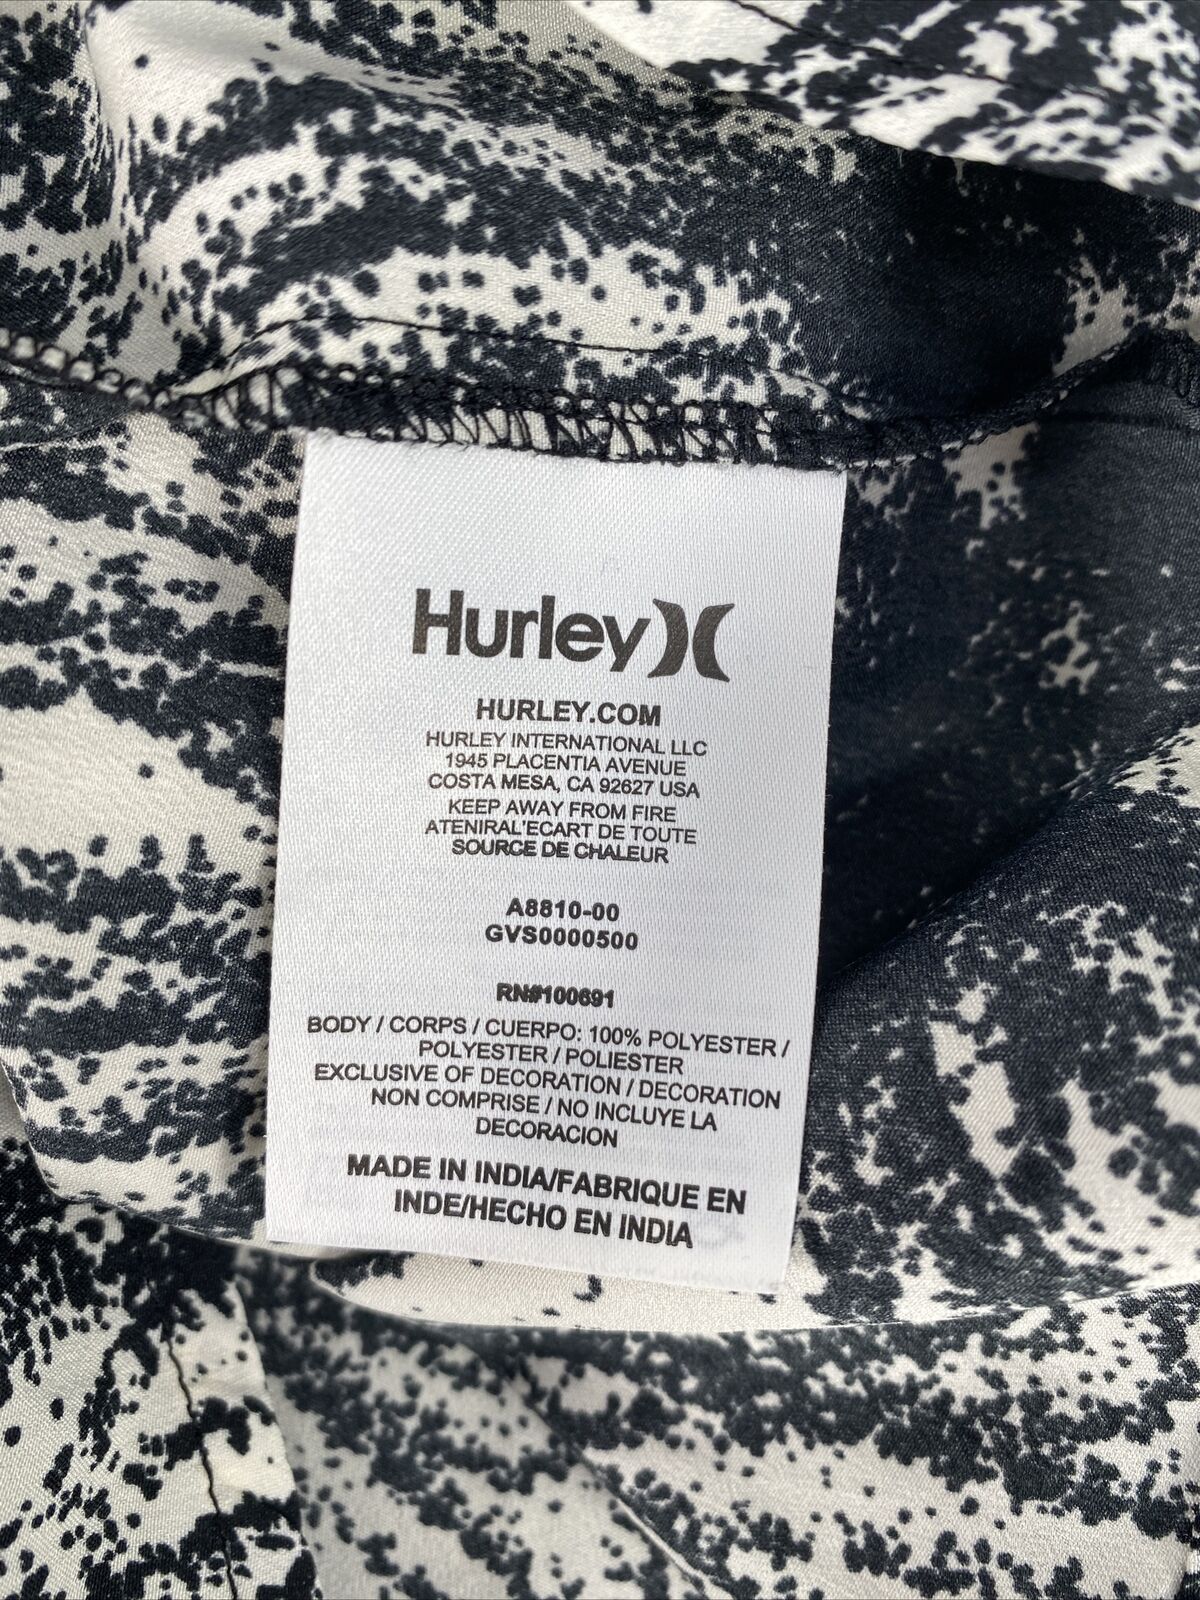 Hurley
HURLEY.COM
HURLEY INTERNATIONAL LLC
1945 PLACENTIA AVENUE
COSTA MESA, CA 92627 USA
KEEP AWAY FROM FIRE
ATENIRAL'ECART DE TOUTE
SOURCE DE CHALEUR
A8810-00
GVS0000500
RN#100691
BODY / CORPS / CUERPO: 100% POLYESTER /
POLYESTER / POLIESTER
EXCLUSIVE OF DECORATION / DECORATION
NON COMPRISE / NO INCLUYE LA
DECORACION
MADE IN INDIA/FABRIQUE EN
INDE/HECHO EN INDIA